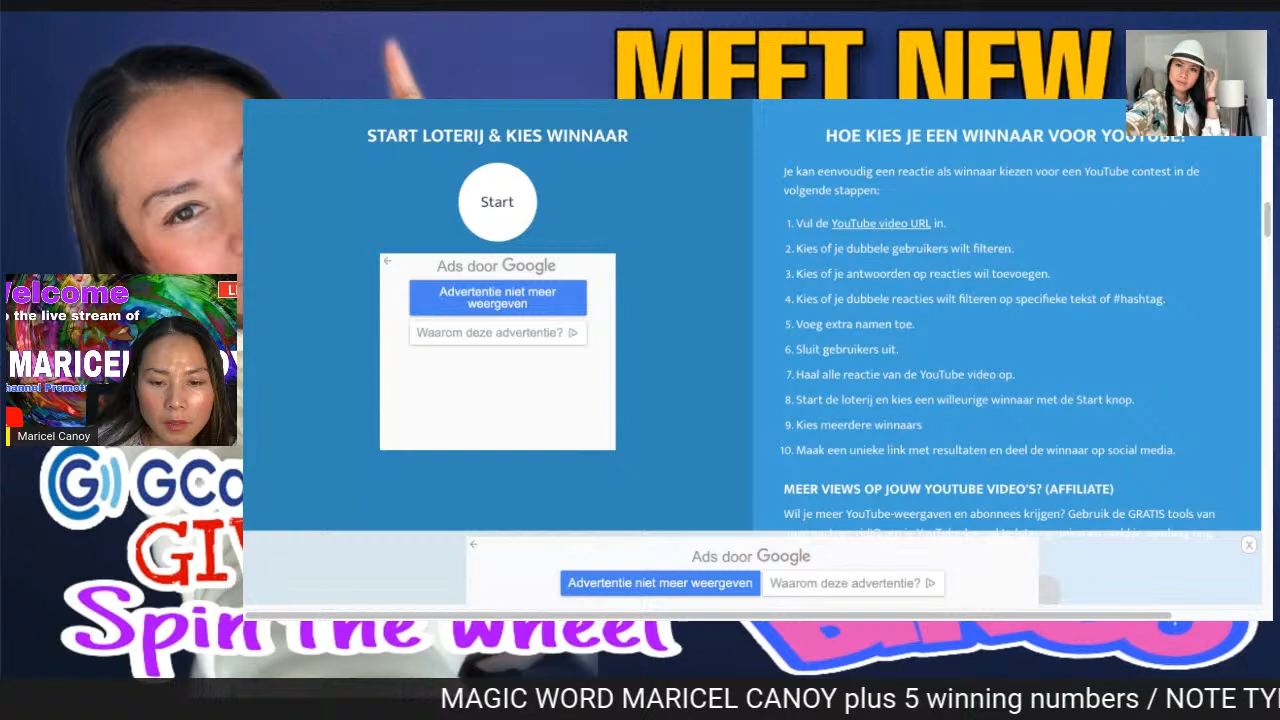 MEET NEW
START LOTERIJ & KIES WINNAAR
Start
Ads door Google
Advertentie niet meer
weergeven
Waarom deze advertentie?
HOE KIES JE EEN WINNAAR VOOR YOUTUBE?
Je kan eenvoudig een reactie als winnaar kiezen voor een YouTube contest in de
volgende stappen:
1. Vul de YouTube video URL in.
2. Kies of je dubbele gebruikers wilt filteren.
3. Kies of je antwoorden op reacties wil toevoegen.
4. Kies of je dubbele reacties wilt filteren op specifieke tekst of #hashtag.
5. Voeg extra namen toe.
6. Sluit gebruikers uit.
7. Haal alle reactie van de YouTube video op.
8. Start de loterij en kies een willeurige winnaar met de Start knop.
9. Kies meerdere winnaars
10. Maak een unieke link met resultaten en deel de winnaar op social media.
MEER VIEWS OP JOUW YOUTUBE VIDEO'S? (AFFILIATE)
Wil je meer YouTube-weergaven en abonnees krijgen? Gebruik de GRATIS tools van
Ads door Google
Advertentie niet meer weergeven
Waarom deze advertentie?
X
elcome
o the live stream of
MARICEL
hannel Promot
Maricel Canoy
GCa
GIV
Spin the wheel
MAGIC WORD MARICEL CANOY plus 5 winning numbers / NOTE TY